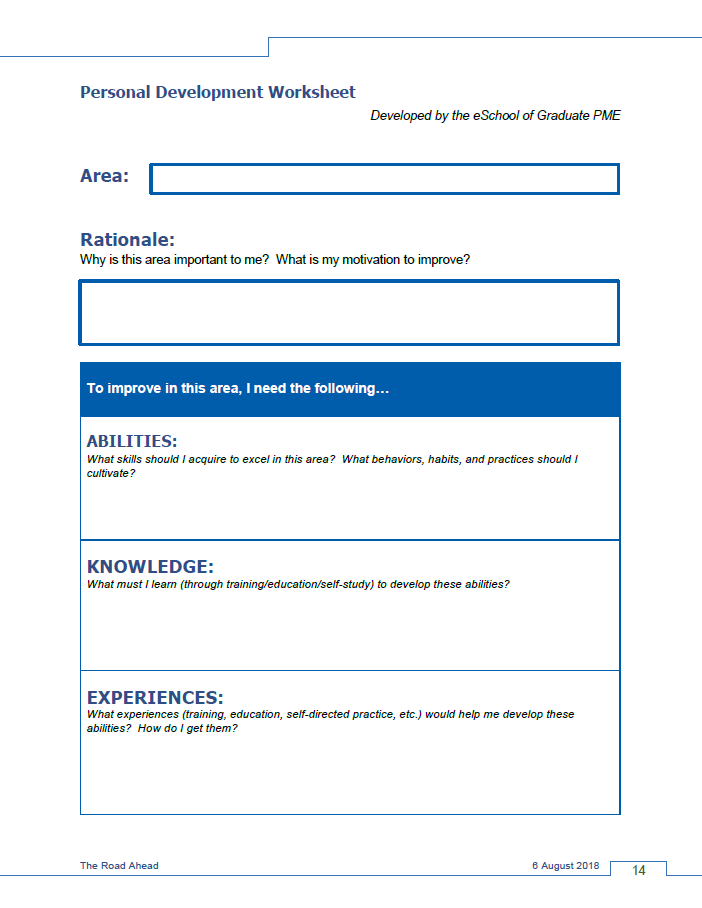 Personal Development Worksheet
Developed by the eSchool of Graduate PME
Area:
Rationale:
Why is this area important to me?  What is my motivation to improve?
To improve in this area, I need the following…
ABILITIES:
What skills should I acquire to excel in this area?  What behaviors, habits, and practices should I
cultivate?
KNOWLEDGE:
What must I learn (through training/education/self-study) to develop these abilities?
EXPERIENCES:
What experiences (training, education, self-directed practice, etc.) would help me develop these
abilities?  How do I get them?
The Road Ahead
6 August 2018
14